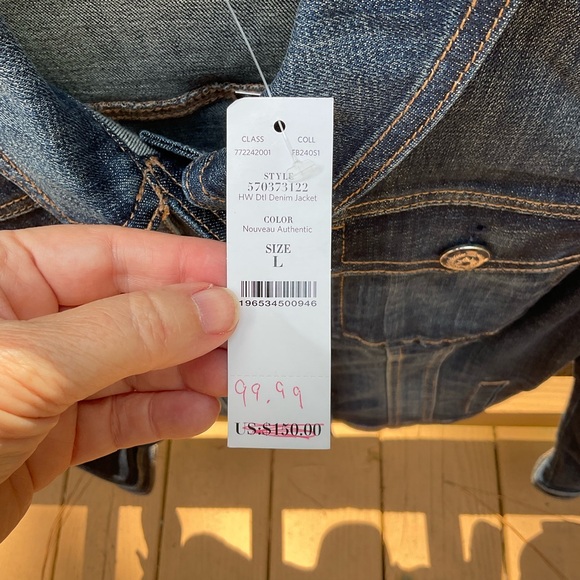 CLASS COLL
772242001 FB24OS1
STYLE
570373122
HW Dtl Denim Jacket
COLOR
Nouveau Authentic
SIZE
L
196534500946
99.99
US:$150.00